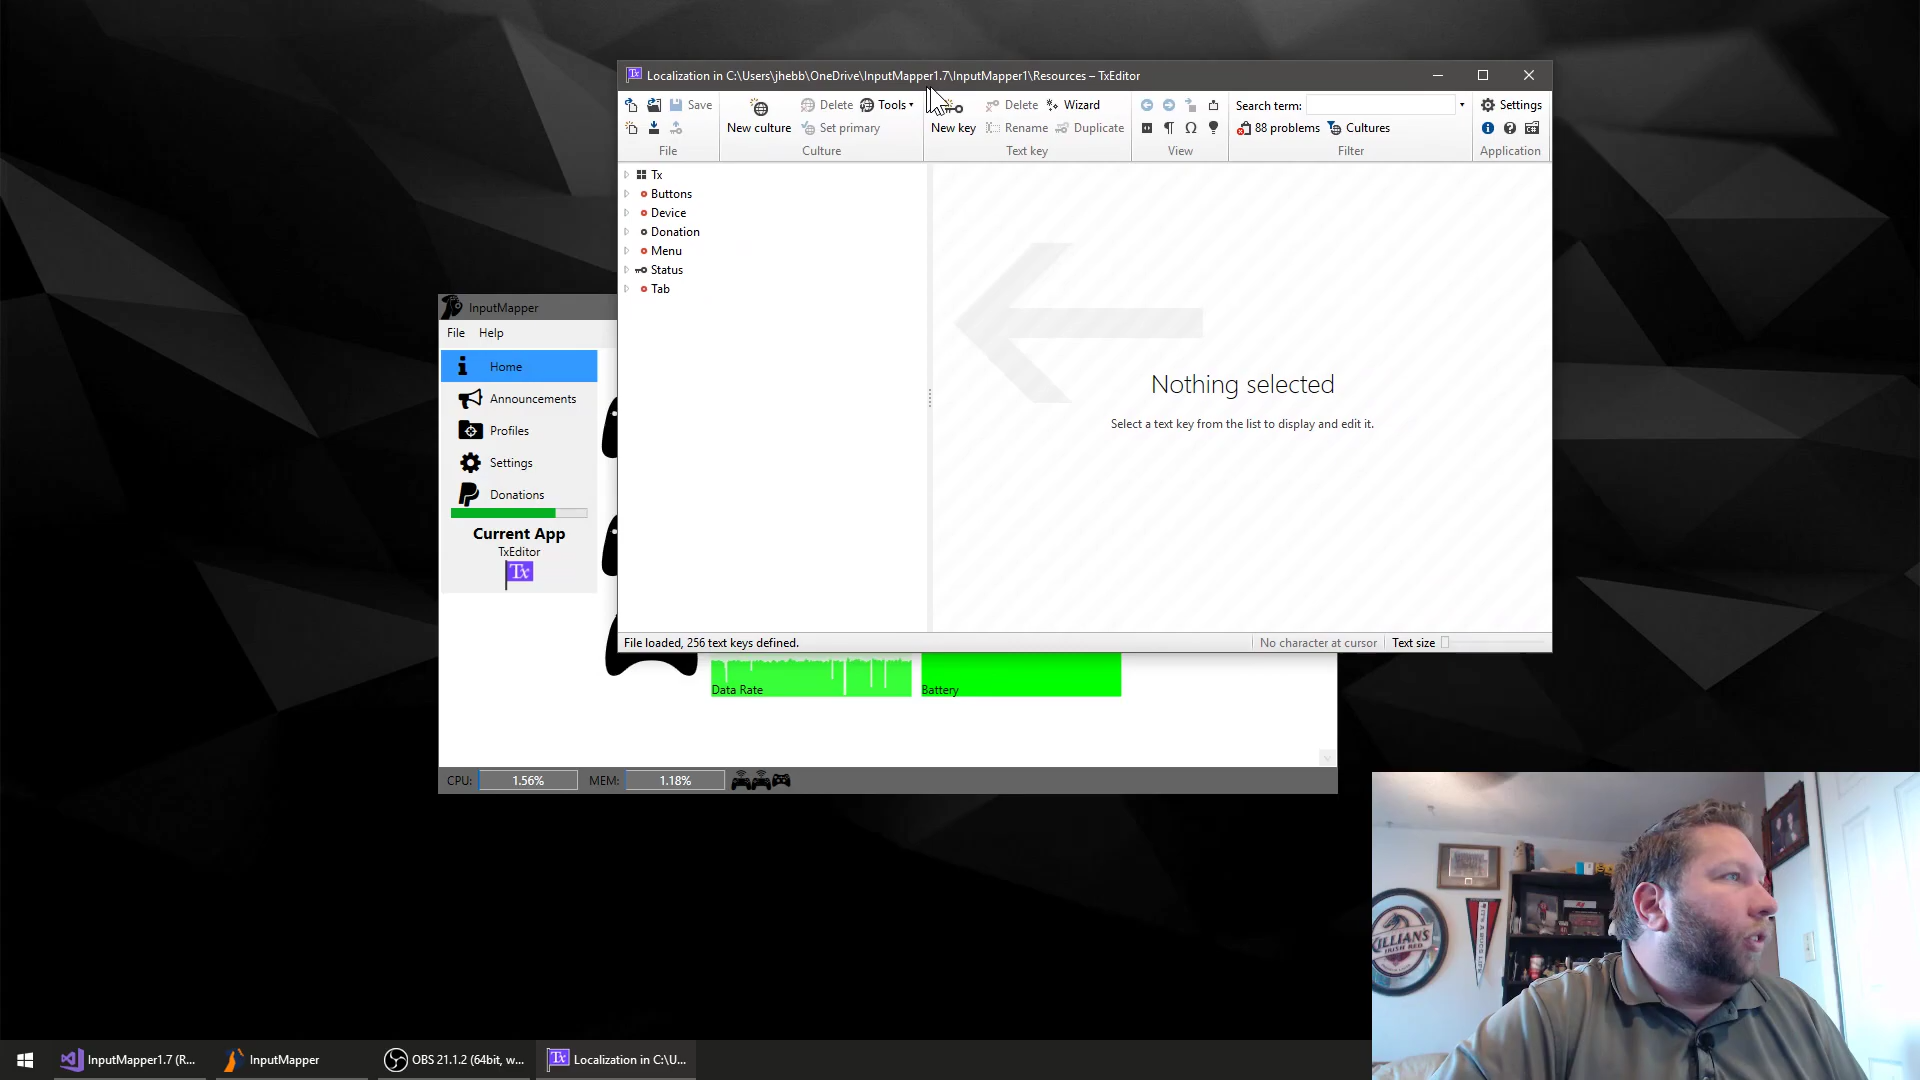 Localization in C:\Users\jhebb\OneDrive\InputMapper1.7\InputMapper1\Resources – TxEditor
Save
New culture
Delete
Tools
Set primary
New key
Delete
Wizard
Rename
Duplicate
Search term:
88 problems
Cultures
Settings
File
Culture
Text key
View
Filter
Application
Tx
Buttons
Device
Donation
Menu
Status
Tab
Nothing selected
Select a text key from the list to display and edit it.
File loaded, 256 text keys defined.
No character at cursor
Text size
InputMapper
File
Help
Home
Announcements
Profiles
Settings
Donations
Current App
TxEditor
Tx
Data Rate
Battery
CPU:
1.56%
MEM:
1.18%
KILLIAN'S
IRISH RED
InputMapper1.7 (R...
InputMapper
OBS 21.1.2 (64bit, w...
Tx
Localization in C:\U...